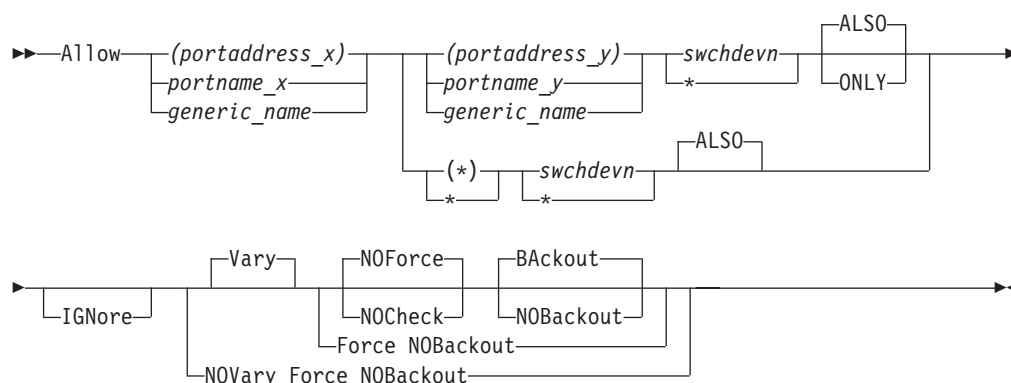 ALSO
Allow (portaddress_x) (portaddress_y) swchdevn
portname_x portname_y * ONLY
generic_name generic_name
ALSO
(*) swchdevn
* *
Vary NOForce BAckout
IGNore NOCheck NOBackout
Force NOBackout
NOVary Force NOBackout